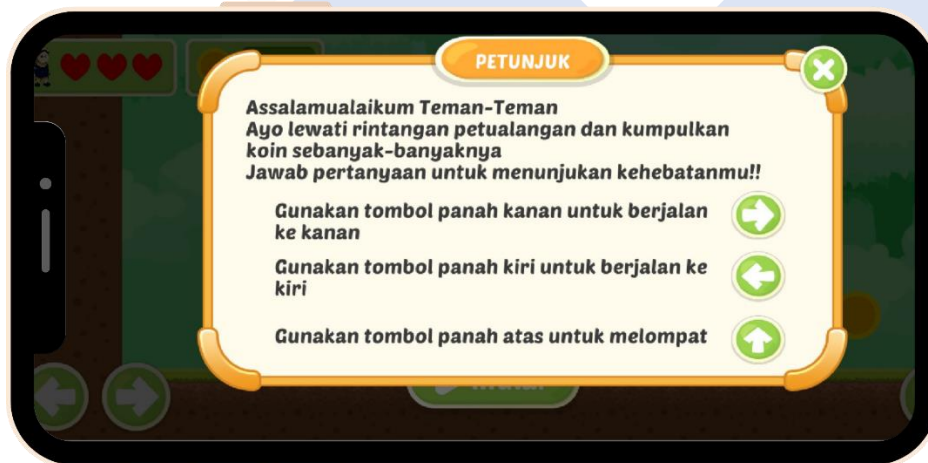 PETUNJUK
Assalamualaikum Teman-Teman
Ayo lewati rintangan petualangan dan kumpulkan
koin sebanyak-banyaknya
Jawab pertanyaan untuk menunjukan kehebatanmu!!
Gunakan tombol panah kanan untuk berjalan
ke kanan
Gunakan tombol panah kiri untuk berjalan ke
kiri
Gunakan tombol panah atas untuk melompat